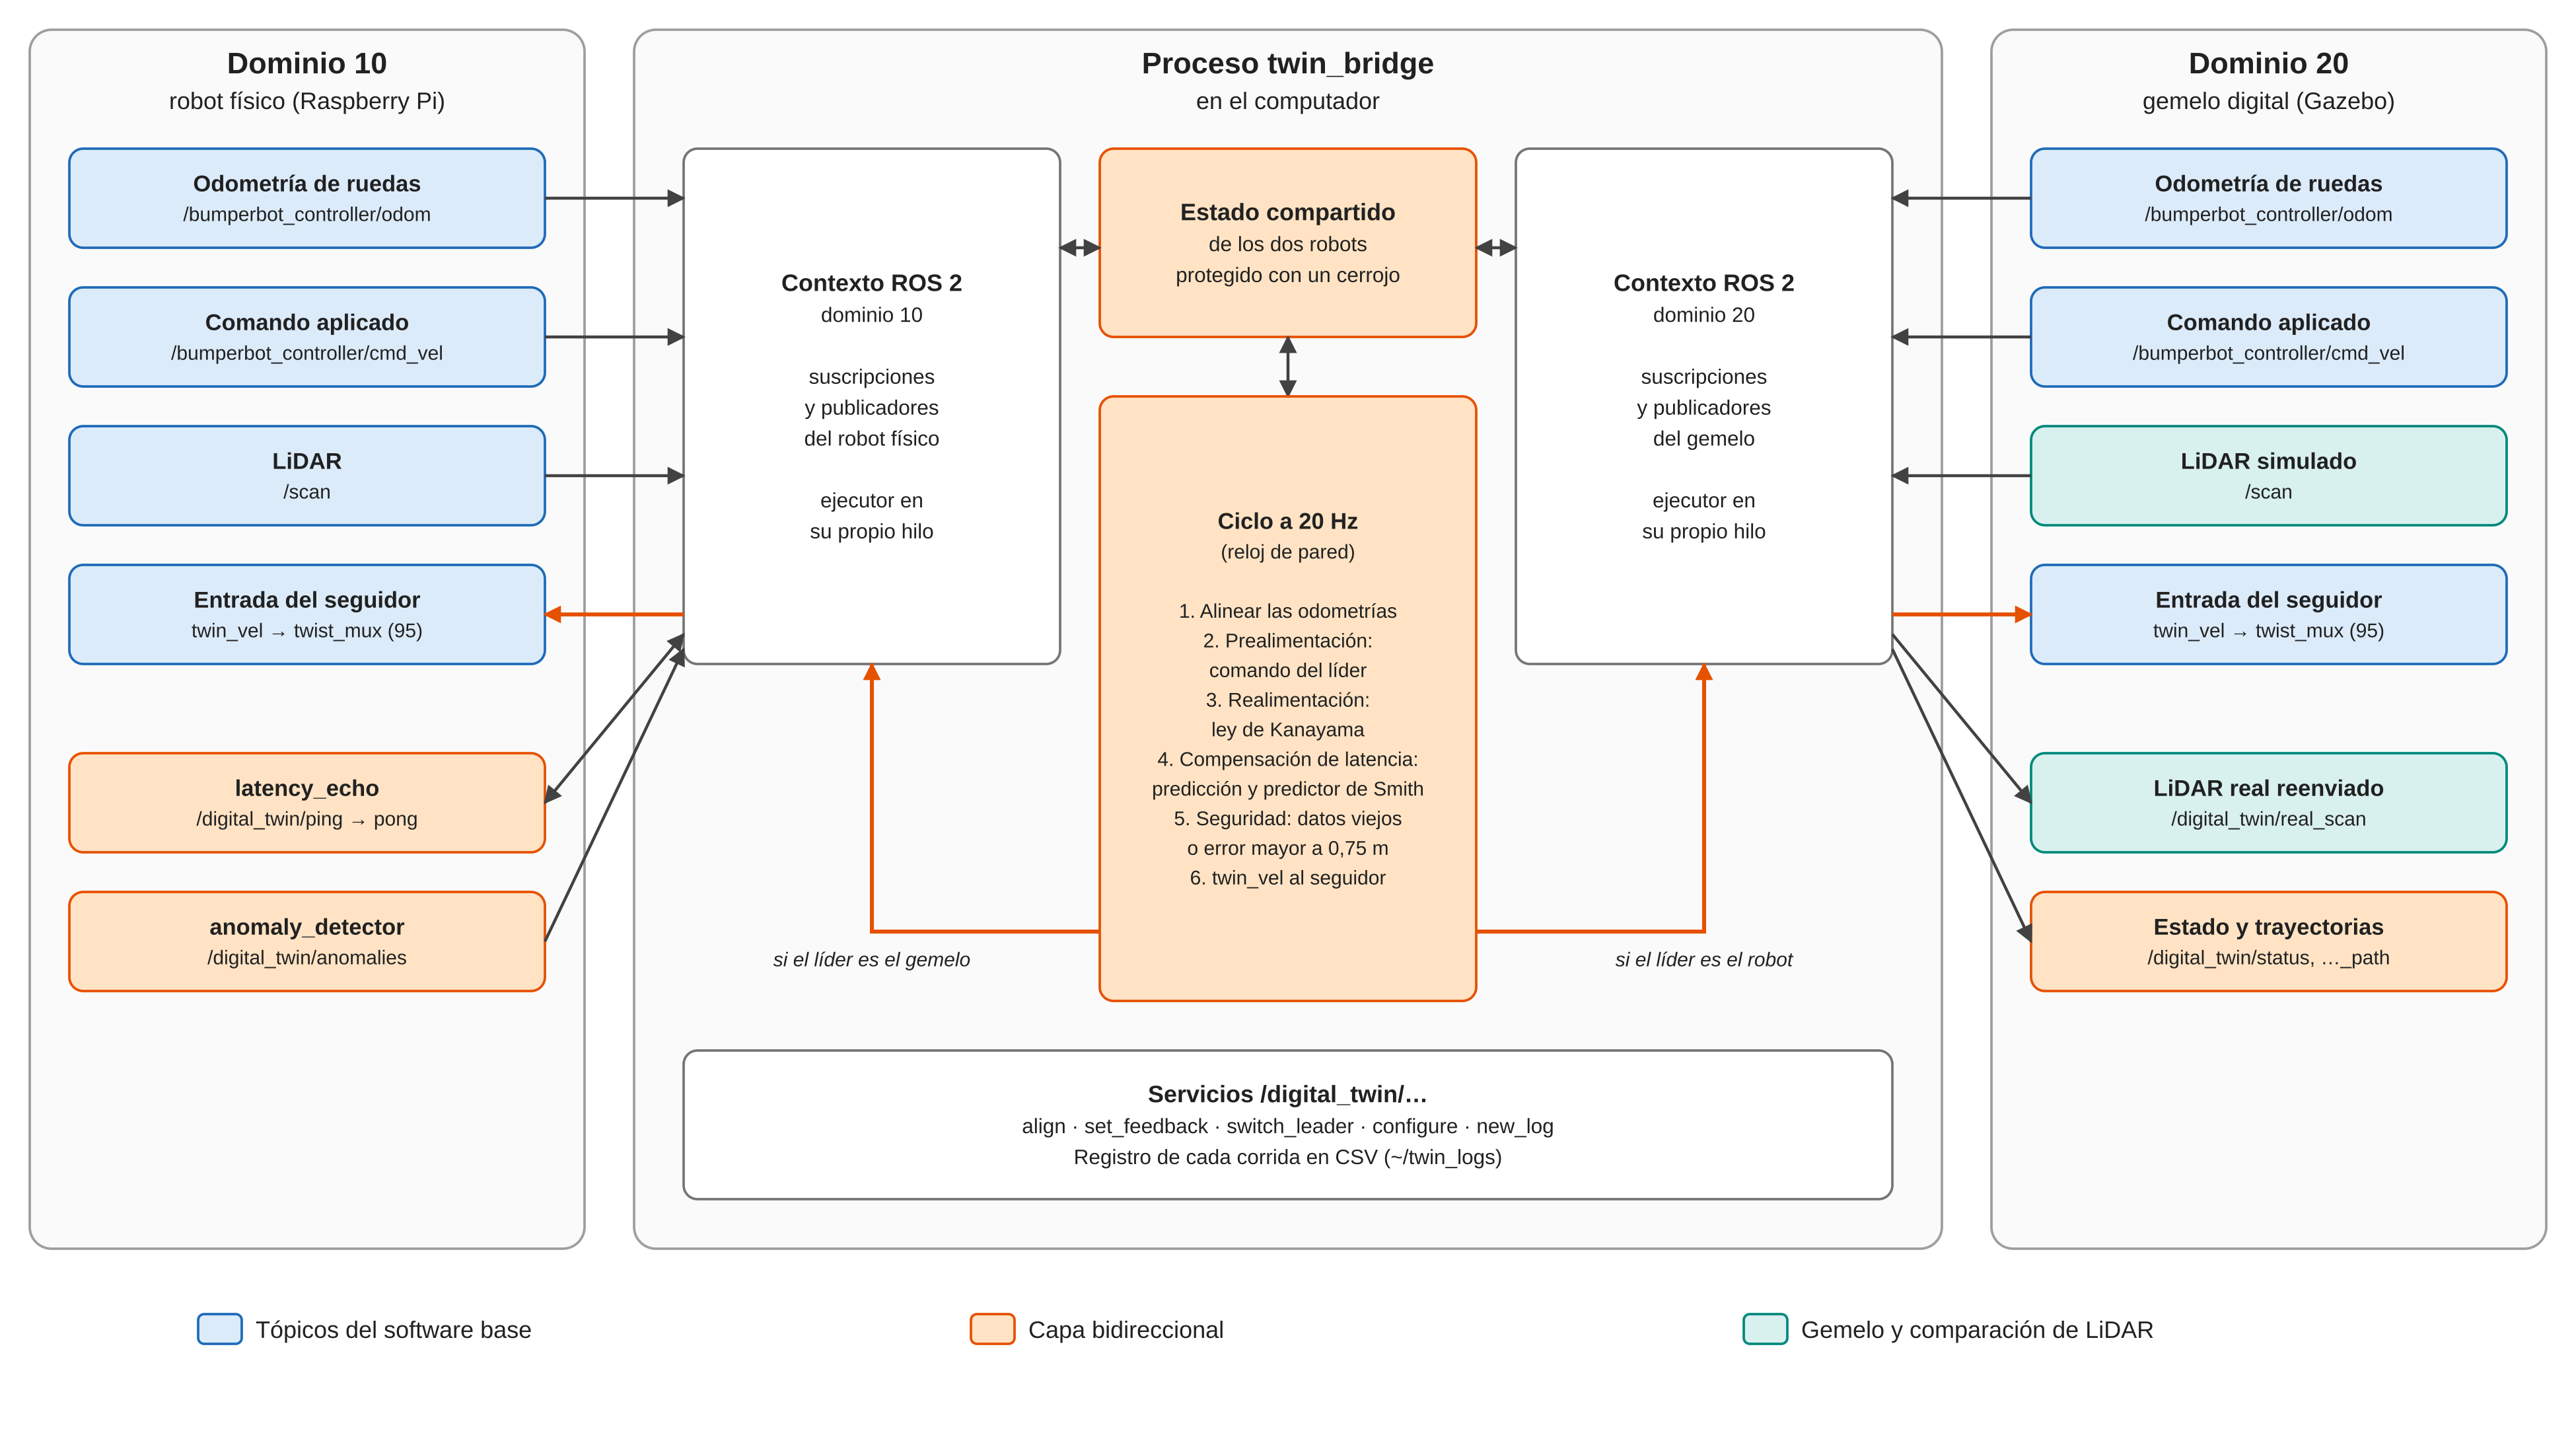 Dominio 10
robot físico (Raspberry Pi)
Odometría de ruedas
/bumperbot_controller/odom
Comando aplicado
/bumperbot_controller/cmd_vel
LiDAR
/scan
Entrada del seguidor
twin_vel → twist_mux (95)
latency_echo
/digital_twin/ping → pong
anomaly_detector
/digital_twin/anomalies
Proceso twin_bridge
en el computador
Contexto ROS 2
dominio 10
suscripciones
y publicadores
del robot físico
ejecutor en
su propio hilo
Estado compartido
de los dos robots
protegido con un cerrojo
Ciclo a 20 Hz
(reloj de pared)
1. Alinear las odometrías
2. Prealimentación:
comando del líder
3. Realimentación:
ley de Kanayama
4. Compensación de latencia:
predicción y predictor de Smith
5. Seguridad: datos viejos
o error mayor a 0,75 m
6. twin_vel al seguidor
Contexto ROS 2
dominio 20
suscripciones
y publicadores
del gemelo
ejecutor en
su propio hilo
si el líder es el gemelo
si el líder es el robot
Servicios /digital_twin/…
align · set_feedback · switch_leader · configure · new_log
Registro de cada corrida en CSV (~/twin_logs)
Dominio 20
gemelo digital (Gazebo)
Odometría de ruedas
/bumperbot_controller/odom
Comando aplicado
/bumperbot_controller/cmd_vel
LiDAR simulado
/scan
Entrada del seguidor
twin_vel → twist_mux (95)
LiDAR real reenviado
/digital_twin/real_scan
Estado y trayectorias
/digital_twin/status, …_path
Tópicos del software base
Capa bidireccional
Gemelo y comparación de LiDAR